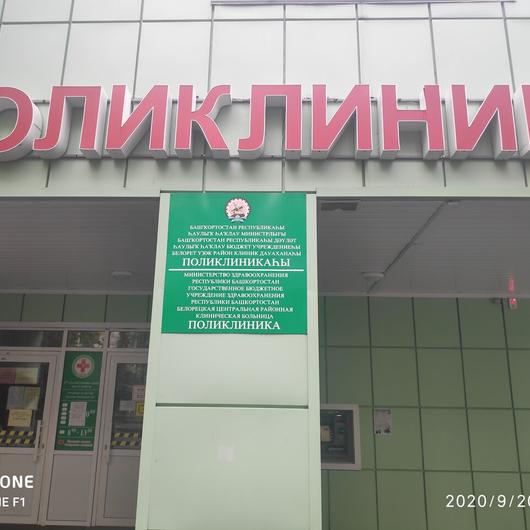 ОЛИКЛИНИ
БАШҠОРТОСТАН РЕСПУБЛИКАҺЫ
ҺАУЛЫҠ ҺАҠЛАУ МИНИСТРЛЫҒЫ
БАШҠОРТОСТАН РЕСПУБЛИКАҺЫ ДӘҮЛӘТ
ҺАУЛЫҠ ҺАҠЛАУ БЮДЖЕТ УЧРЕЖДЕНИЕҺЫ
БЕЛОРЕТ ҮҘӘК РАЙОН КЛИНИК ДАУАХАНАҺЫ
ПОЛИКЛИНИКАҺЫ
МИНИСТЕРСТВО ЗДРАВООХРАНЕНИЯ
РЕСПУБЛИКИ БАШКОРТОСТАН
ГОСУДАРСТВЕННОЕ БЮДЖЕТНОЕ
УЧРЕЖДЕНИЕ ЗДРАВООХРАНЕНИЯ
РЕСПУБЛИКИ БАШКОРТОСТАН
БЕЛОРЕЦКАЯ ЦЕНТРАЛЬНАЯ РАЙОННАЯ
КЛИНИЧЕСКАЯ БОЛЬНИЦА
ПОЛИКЛИНИКА
ONE
NE F1
2020/9/20